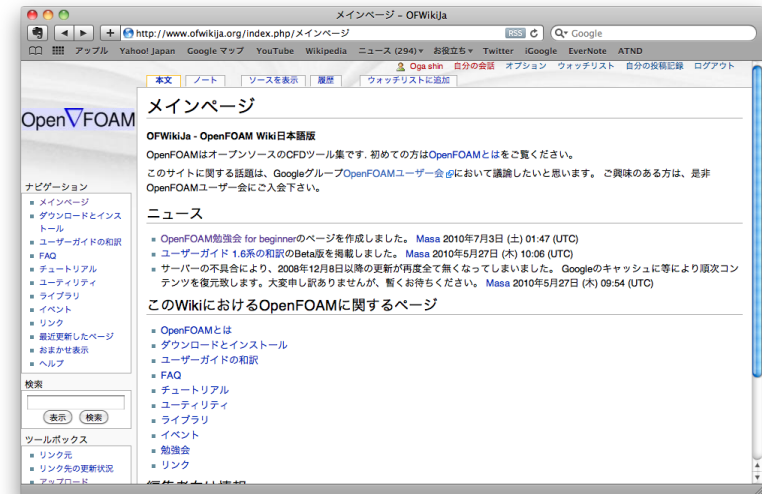 メインページ - OFWikiJa
http://www.ofwikija.org/index.php/メインページ
RSS
Google
アップル Yahoo! Japan Google マップ YouTube Wikipedia ニュース (294) お役立ち Twitter iGoogle EverNote ATND
Oga shin 自分の会話 オプション ウォッチリスト 自分の投稿記録 ログアウト
本文 ノート ソースを表示 履歴 ウォッチリストに追加
Open∇FOAM
メインページ
OFWikiJa - OpenFOAM Wiki日本語版
OpenFOAMはオープンソースのCFDツール集です. 初めての方はOpenFOAMとはをご覧ください。
このサイトに関する話題は、GoogleグループOpenFOAMユーザー会において議論したいと思います。 ご興味のある方は、是非
OpenFOAMユーザー会にご入会下さい。
ニュース
OpenFOAM勉強会 for beginnerのページを作成しました。 Masa 2010年7月3日 (土) 01:47 (UTC)
ユーザーガイド 1.6系の和訳のBeta版を掲載しました。 Masa 2010年5月27日 (木) 10:06 (UTC)
サーバーの不具合により、2008年12月8日以降の更新が再度全て無くなってしまいました。 Googleのキャッシュに等により順次コン
テンツを復元致します。大変申し訳ありませんが、暫くお待ちください。 Masa 2010年5月27日 (木) 09:54 (UTC)
このWikiにおけるOpenFOAMに関するページ
OpenFOAMとは
ダウンロードとインストール
ユーザーガイドの和訳
FAQ
チュートリアル
ユーティリティ
ライブラリ
イベント
勉強会
リンク
編集者向け情報
ナビゲーション
メインページ
ダウンロードとインス
トール
ユーザーガイドの和訳
FAQ
チュートリアル
ユーティリティ
ライブラリ
イベント
リンク
最近更新したページ
おまかせ表示
ヘルプ
検索
表示 検索
ツールボックス
リンク元
リンク先の更新状況
アップロード